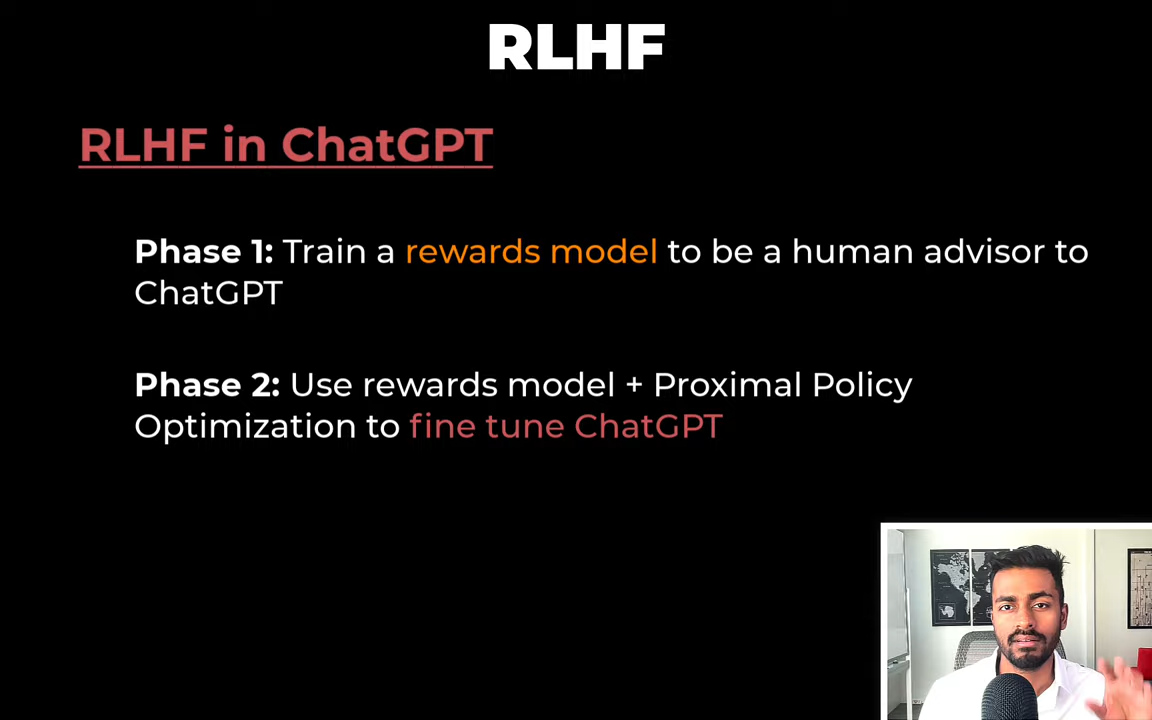 RLHF
RLHF in ChatGPT
Phase 1: Train a rewards model to be a human advisor to
ChatGPT
Phase 2: Use rewards model + Proximal Policy
Optimization to fine tune ChatGPT